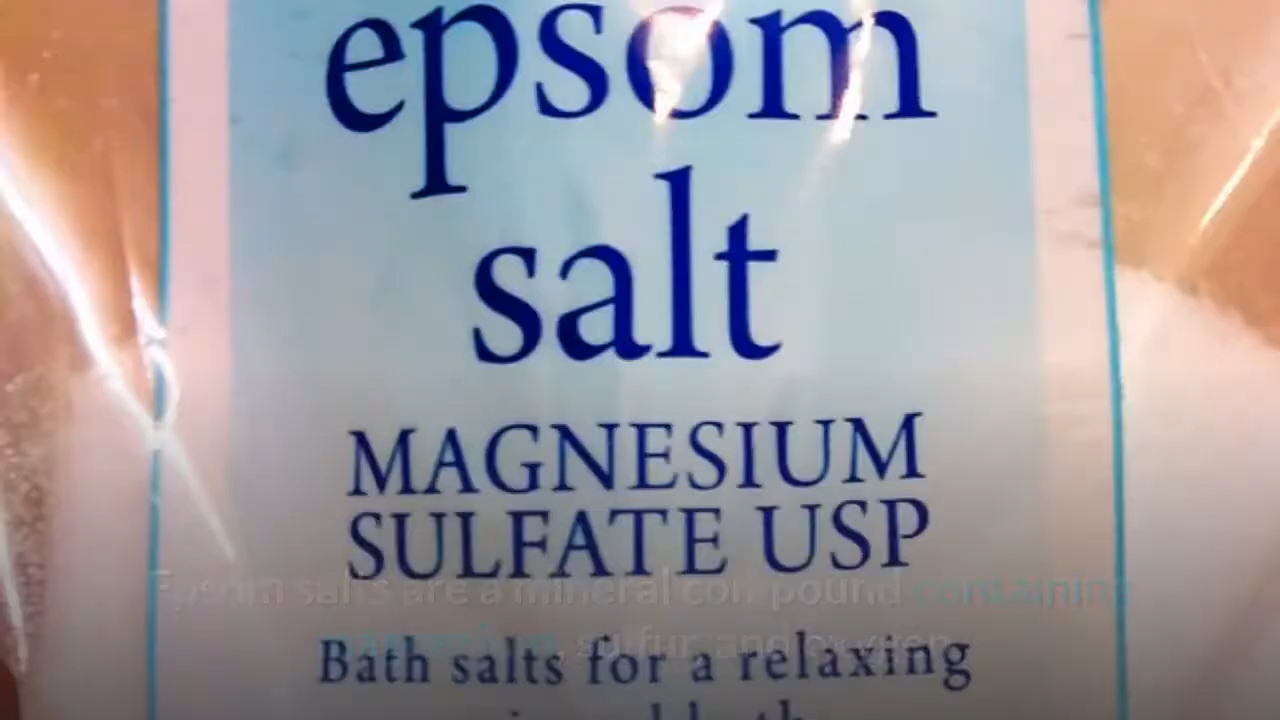 epsom
salt
MAGNESIUM
SULFATE USP
Epsom salts are a mineral compound containing
magnesium, sulfur, and oxygen.
Bath salts for a relaxing